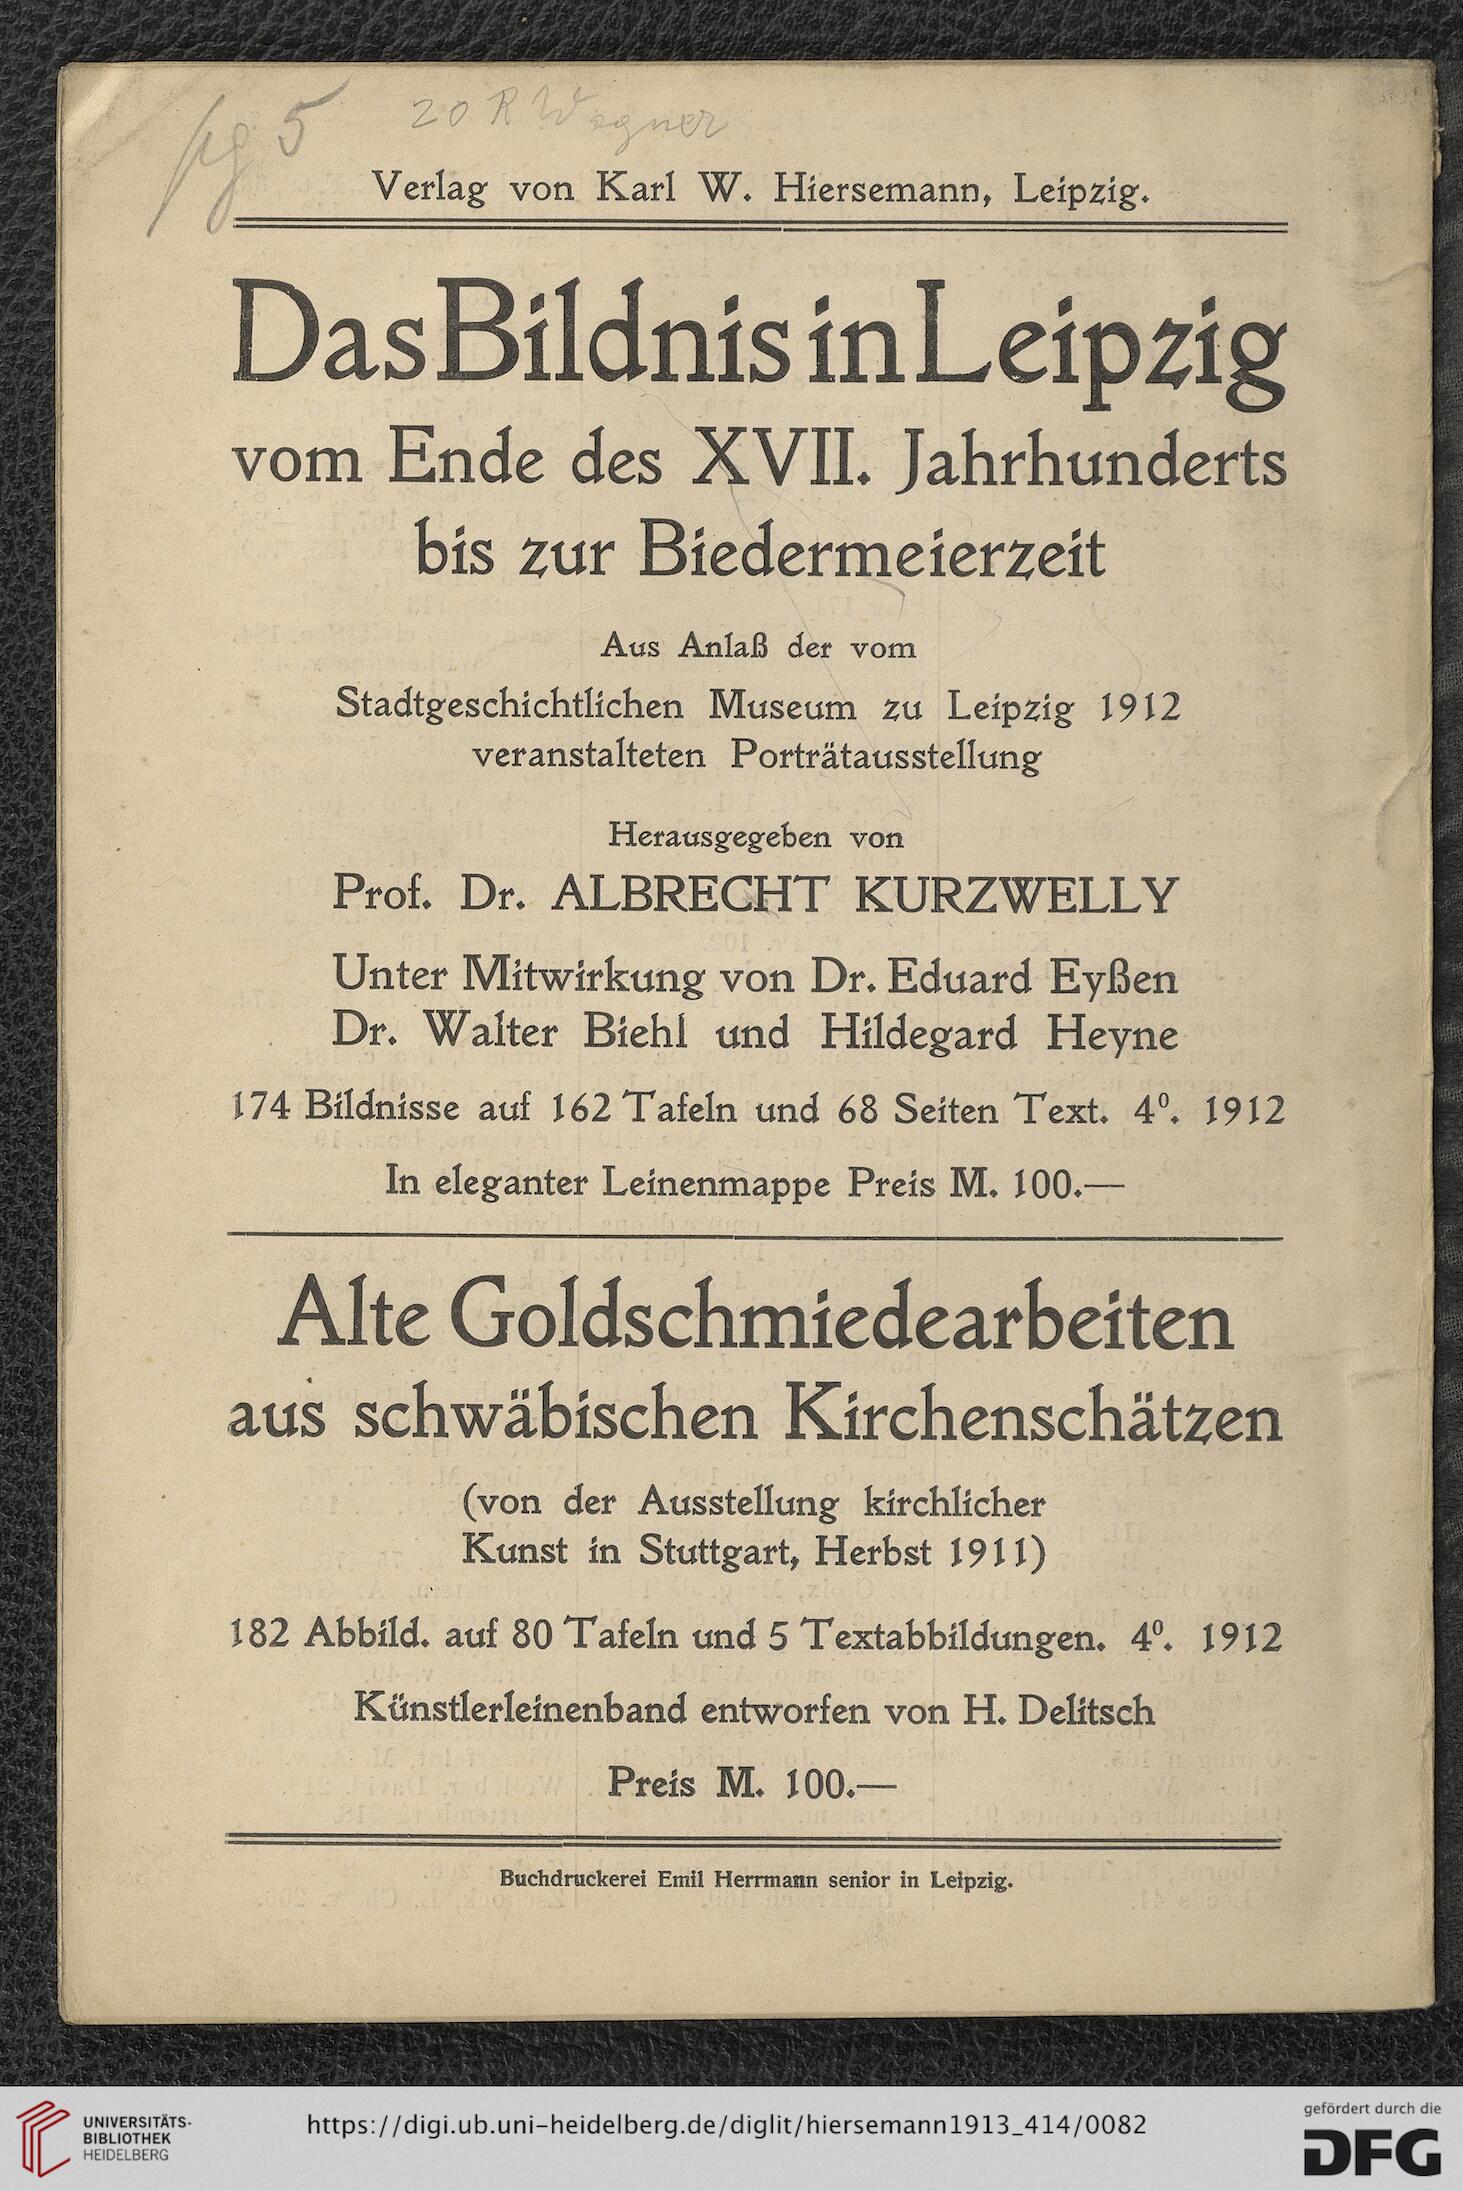 pg 5
20 R Wegner
Verlag von Karl W. Hiersemann, Leipzig.
Das Bildnis in Leipzig
vom Ende des XVII. Jahrhunderts
bis zur Biedermeierzeit
Aus Anlaß der vom
Stadtgeschichtlichen Museum zu Leipzig 1912
veranstalteten Porträtausstellung
Herausgegeben von
Prof. Dr. ALBRECHT KURZWELLY
Unter Mitwirkung von Dr. Eduard Eyßen
Dr. Walter Biehl und Hildegard Heyne
174 Bildnisse auf 162 Tafeln und 68 Seiten Text. 4⁰. 1912
In eleganter Leinenmappe Preis M. 100.—
Alte Goldschmiedearbeiten
aus schwäbischen Kirchenschätzen
(von der Ausstellung kirchlicher
Kunst in Stuttgart, Herbst 1911)
182 Abbild. auf 80 Tafeln und 5 Textabbildungen. 4⁰. 1912
Künstlerleinenband entworfen von H. Delitsch
Preis M. 100.—
Buchdruckerei Emil Herrmann senior in Leipzig.
UNIVERSITÄTS-
BIBLIOTHEK
HEIDELBERG
https://digi.ub.uni-heidelberg.de/diglit/hiersemann1913_414/0082
gefördert durch die
DFG